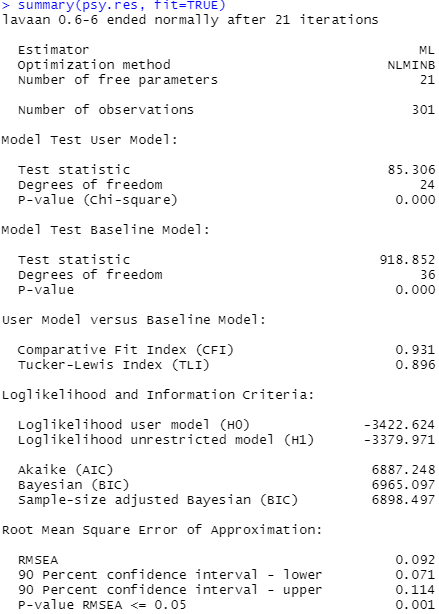 > summary(psy.res, fit=TRUE)
lavaan 0.6-6 ended normally after 21 iterations
Estimator ML
Optimization method NLMINB
Number of free parameters 21
Number of observations 301
Model Test User Model:
Test statistic 85.306
Degrees of freedom 24
P-value (Chi-square) 0.000
Model Test Baseline Model:
Test statistic 918.852
Degrees of freedom 36
P-value 0.000
User Model versus Baseline Model:
Comparative Fit Index (CFI) 0.931
Tucker-Lewis Index (TLI) 0.896
Loglikelihood and Information Criteria:
Loglikelihood user model (H0) -3422.624
Loglikelihood unrestricted model (H1) -3379.971
Akaike (AIC) 6887.248
Bayesian (BIC) 6965.097
Sample-size adjusted Bayesian (BIC) 6898.497
Root Mean Square Error of Approximation:
RMSEA 0.092
90 Percent confidence interval - lower 0.071
90 Percent confidence interval - upper 0.114
P-value RMSEA <= 0.05 0.001